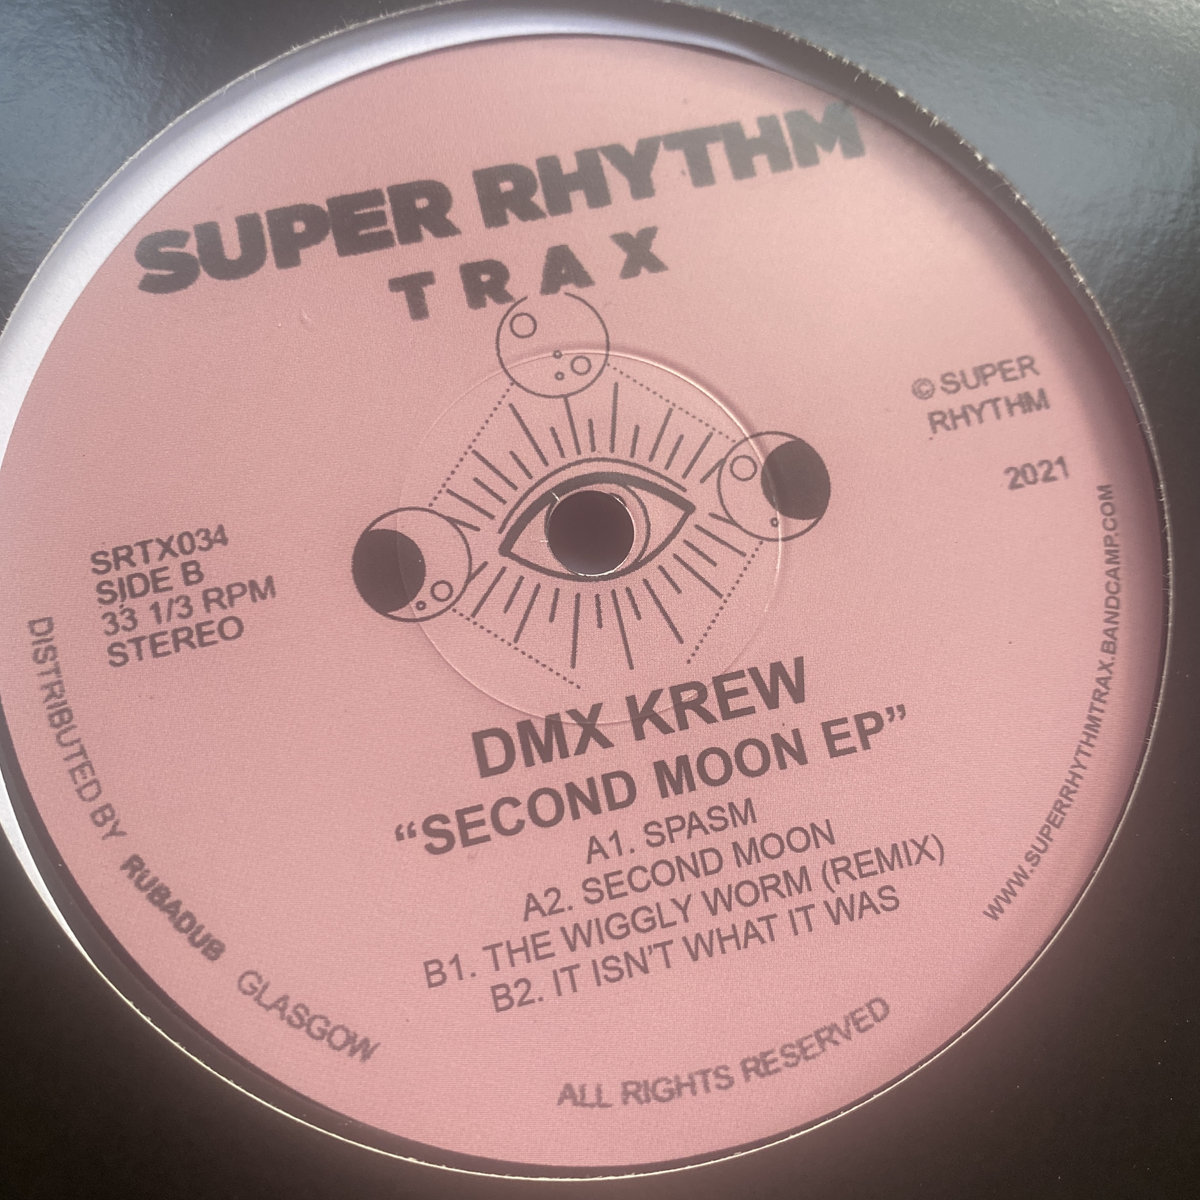 SUPER RHYTHM
TRAX
© SUPER
RHYTHM
2021
SRTX034
SIDE B
33 1/3 RPM
STEREO
DMX KREW
“SECOND MOON EP”
A1. SPASM
A2. SECOND MOON
B1. THE WIGGLY WORM (REMIX)
B2. IT ISN’T WHAT IT WAS
DISTRIBUTED BY RUBADUB GLASGOW
ALL RIGHTS RESERVED
WWW.SUPERRHYTHMTRAX.BANDCAMP.COM